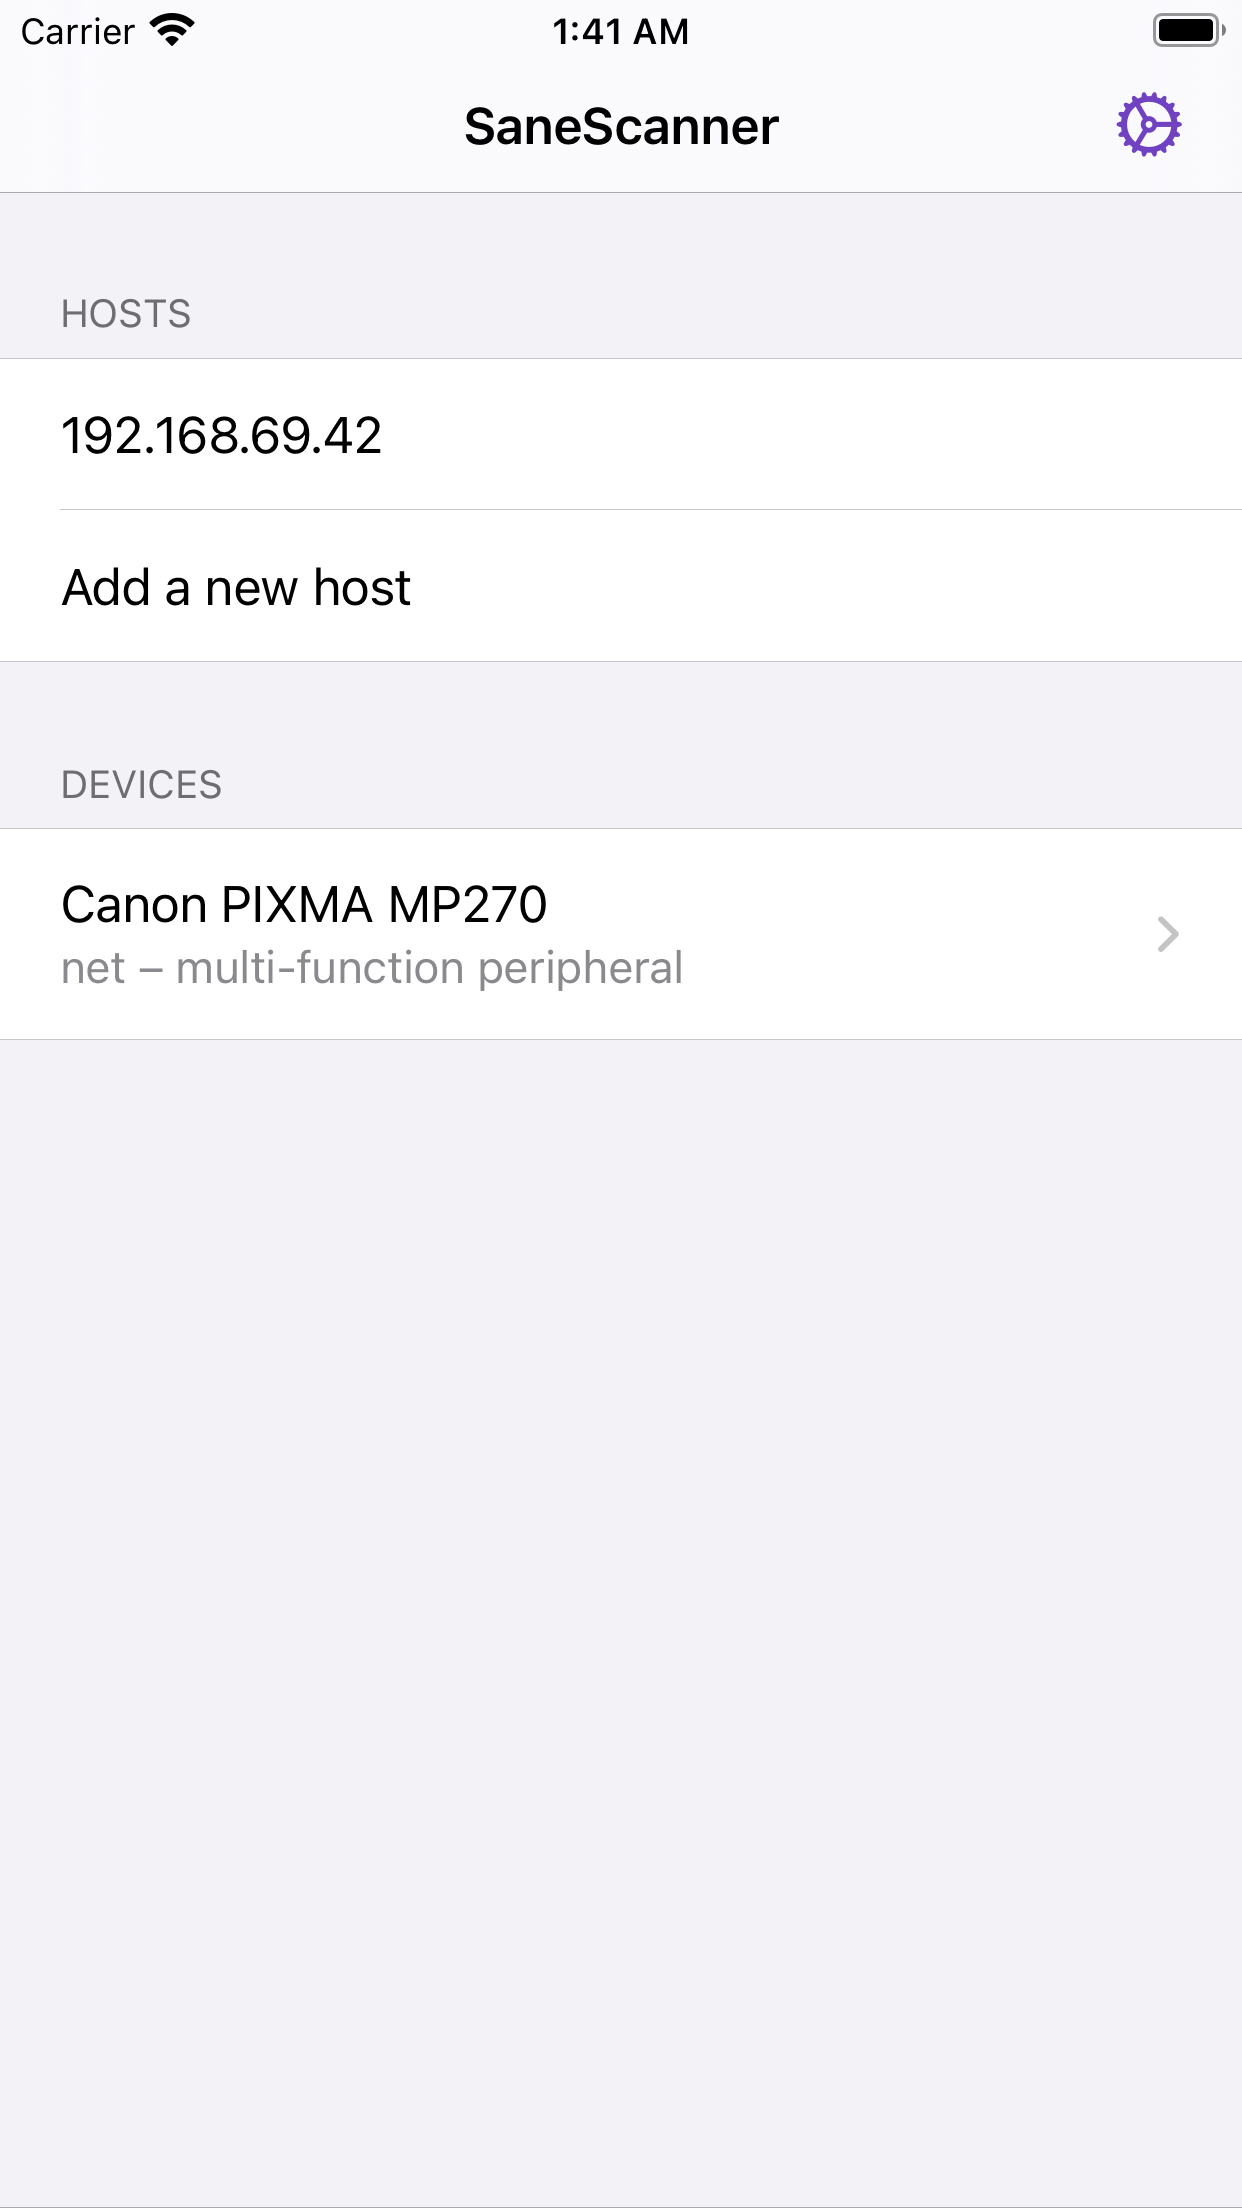 Carrier 1:41 AM
SaneScanner
HOSTS
192.168.69.42
Add a new host
DEVICES
Canon PIXMA MP270
net – multi-function peripheral